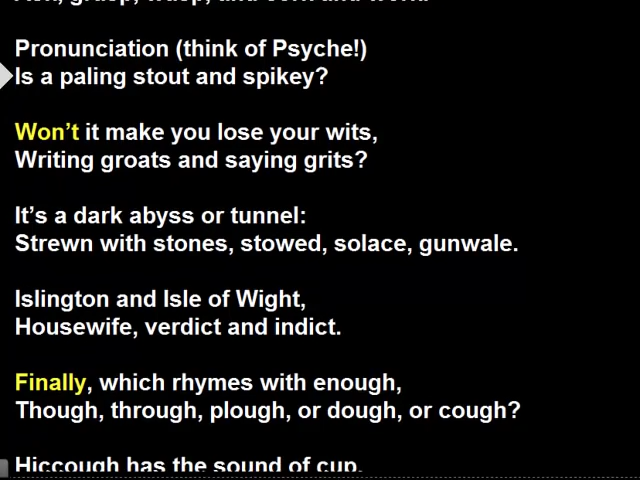 Pronunciation (think of Psyche!)
Is a paling stout and spikey?
Won't it make you lose your wits,
Writing groats and saying grits?
It's a dark abyss or tunnel:
Strewn with stones, stowed, solace, gunwale.
Islington and Isle of Wight,
Housewife, verdict and indict.
Finally, which rhymes with enough,
Though, through, plough, or dough, or cough?
Hiccough has the sound of cup.